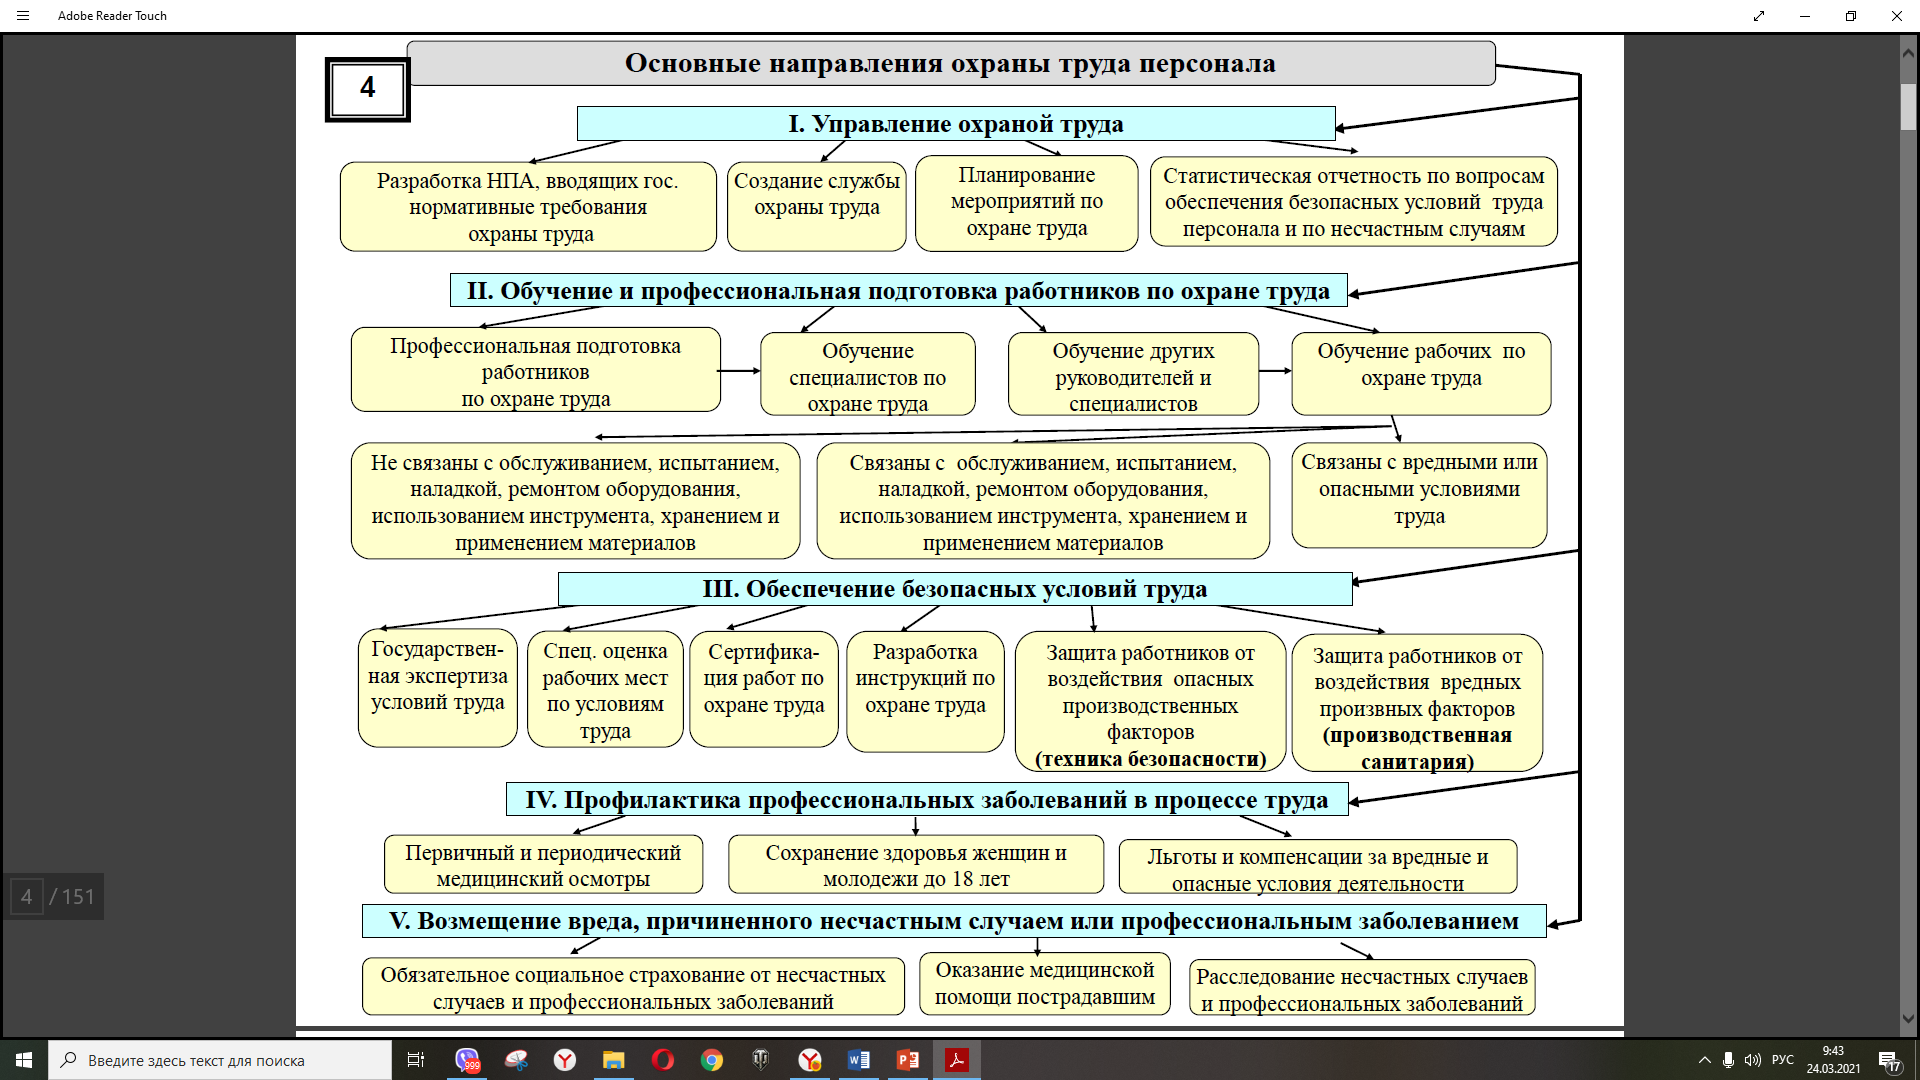 Adobe Reader Touch
Основные направления охраны труда персонала
4
I. Управление охраной труда
Разработка НПА, вводящих гос.
нормативные требования
охраны труда
Создание службы
охраны труда
Планирование
мероприятий по
охране труда
Статистическая отчетность по вопросам
обеспечения безопасных условий труда
персонала и по несчастным случаям
II. Обучение и профессиональная подготовка работников по охране труда
Профессиональная подготовка
работников
по охране труда
Обучение
специалистов по
охране труда
Обучение других
руководителей и
специалистов
Обучение рабочих по
охране труда
Не связаны с обслуживанием, испытанием,
наладкой, ремонтом оборудования,
использованием инструмента, хранением и
применением материалов
Связаны с обслуживанием, испытанием,
наладкой, ремонтом оборудования,
использованием инструмента, хранением и
применением материалов
Связаны с вредными или
опасными условиями
труда
III. Обеспечение безопасных условий труда
Государствен-
ная экспертиза
условий труда
Спец. оценка
рабочих мест
по условиям
труда
Сертифика-
ция работ по
охране труда
Разработка
инструкций по
охране труда
Защита работников от
воздействия опасных
производственных
факторов
(техника безопасности)
Защита работников от
воздействия вредных
произвных факторов
(производственная
санитария)
IV. Профилактика профессиональных заболеваний в процессе труда
Первичный и периодический
медицинский осмотры
Сохранение здоровья женщин и
молодежи до 18 лет
Льготы и компенсации за вредные и
опасные условия деятельности
4 / 151
V. Возмещение вреда, причиненного несчастным случаем или профессиональным заболеванием
Обязательное социальное страхование от несчастных
случаев и профессиональных заболеваний
Оказание медицинской
помощи пострадавшим
Расследование несчастных случаев
и профессиональных заболеваний
Введите здесь текст для поиска
999
РУС
9:43
24.03.2021
17